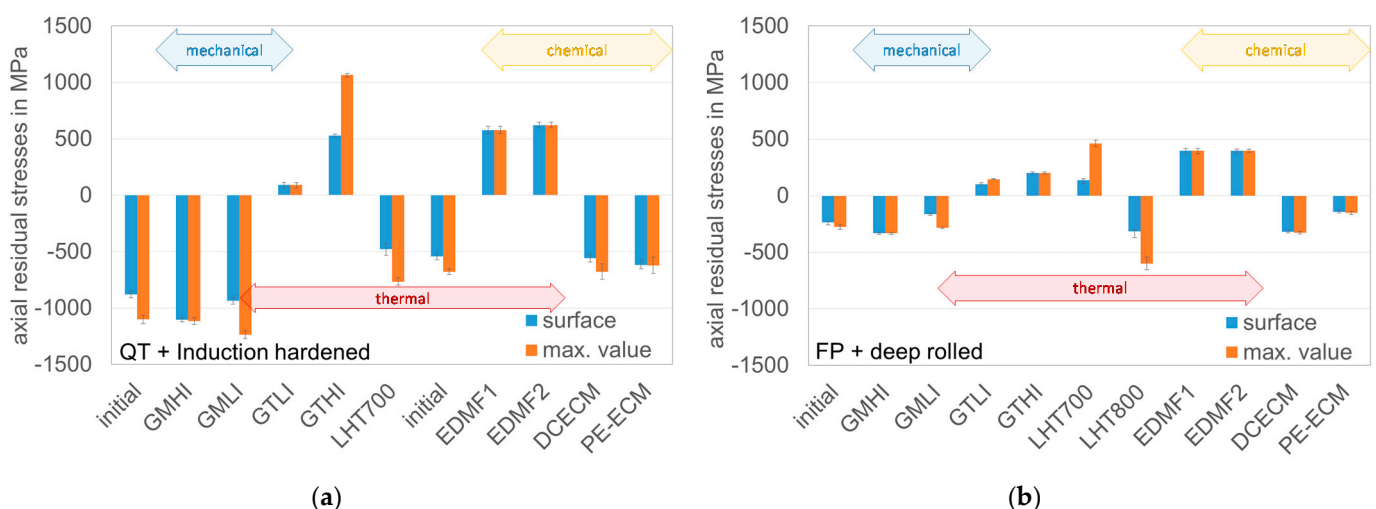 axial residual stresses in MPa
1500
1000
500
0
-500
-1000
-1500
mechanical
chemical
thermal
surface
max. value
QT + Induction hardened
initial
GMHI
GMLI
GTLI
GTHI
LHT700
initial
EDMF1
EDMF2
DCECM
PE-ECM
(a)
axial residual stresses in MPa
1500
1000
500
0
-500
-1000
-1500
mechanical
chemical
thermal
surface
max. value
FP + deep rolled
initial
GMHI
GMLI
GTLI
GTHI
LHT700
LHT800
EDMF1
EDMF2
DCECM
PE-ECM
(b)